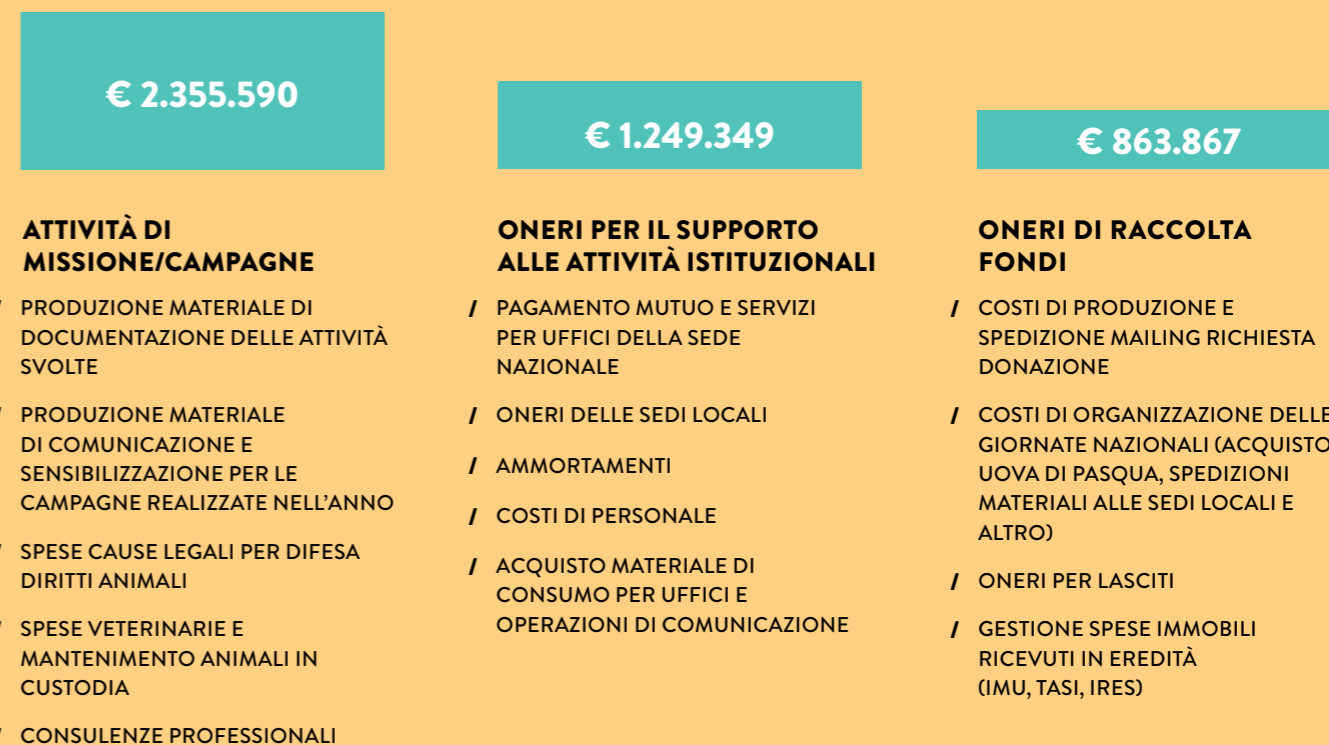 € 2.355.590
ATTIVITÀ DI
MISSIONE/CAMPAGNE
/ PRODUZIONE MATERIALE DI
DOCUMENTAZIONE DELLE ATTIVITÀ
SVOLTE
/ PRODUZIONE MATERIALE
DI COMUNICAZIONE E
SENSIBILIZZAZIONE PER LE
CAMPAGNE REALIZZATE NELL’ANNO
/ SPESE CAUSE LEGALI PER DIFESA
DIRITTI ANIMALI
/ SPESE VETERINARIE E
MANTENIMENTO ANIMALI IN
CUSTODIA
/ CONSULENZE PROFESSIONALI
€ 1.249.349
ONERI PER IL SUPPORTO
ALLE ATTIVITÀ ISTITUZIONALI
/ PAGAMENTO MUTUO E SERVIZI
PER UFFICI DELLA SEDE
NAZIONALE
/ ONERI DELLE SEDI LOCALI
/ AMMORTAMENTI
/ COSTI DI PERSONALE
/ ACQUISTO MATERIALE DI
CONSUMO PER UFFICI E
OPERAZIONI DI COMUNICAZIONE
€ 863.867
ONERI DI RACCOLTA
FONDI
/ COSTI DI PRODUZIONE E
SPEDIZIONE MAILING RICHIESTA
DONAZIONE
/ COSTI DI ORGANIZZAZIONE DELLE
GIORNATE NAZIONALI (ACQUISTO
UOVA DI PASQUA, SPEDIZIONI
MATERIALI ALLE SEDI LOCALI E
ALTRO)
/ ONERI PER LASCITI
/ GESTIONE SPESE IMMOBILI
RICEVUTI IN EREDITÀ
(IMU, TASI, IRES)